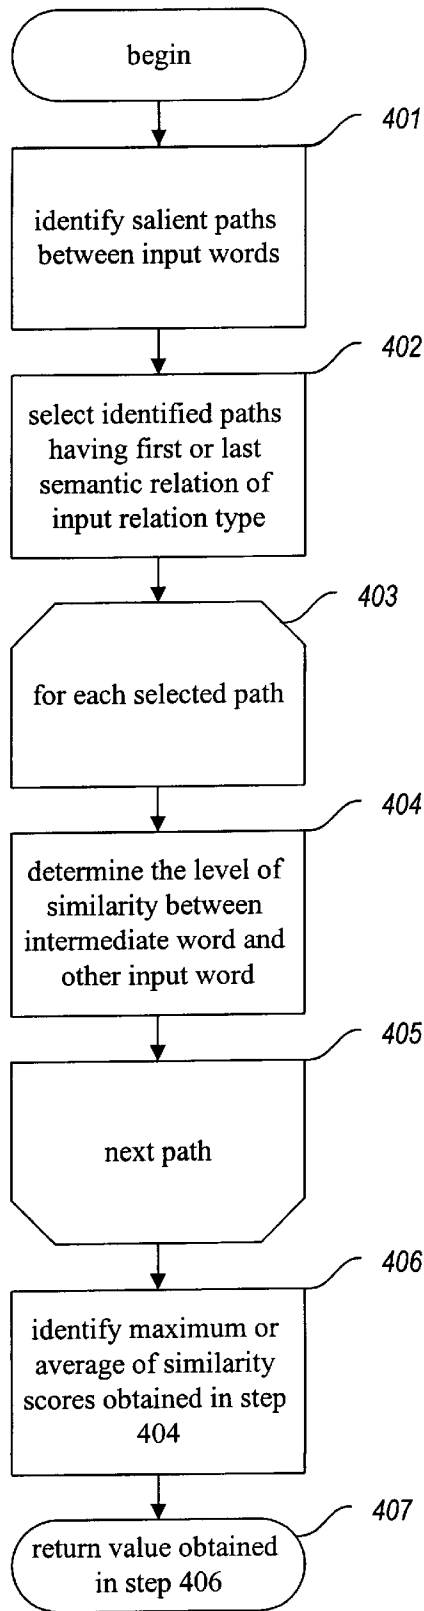 begin
401
identify salient paths
between input words
402
select identified paths
having first or last
semantic relation of
input relation type
403
for each selected path
404
determine the level of
similarity between
intermediate word and
other input word
405
next path
406
identify maximum or
average of similarity
scores obtained in step
404
407
return value obtained
in step 406